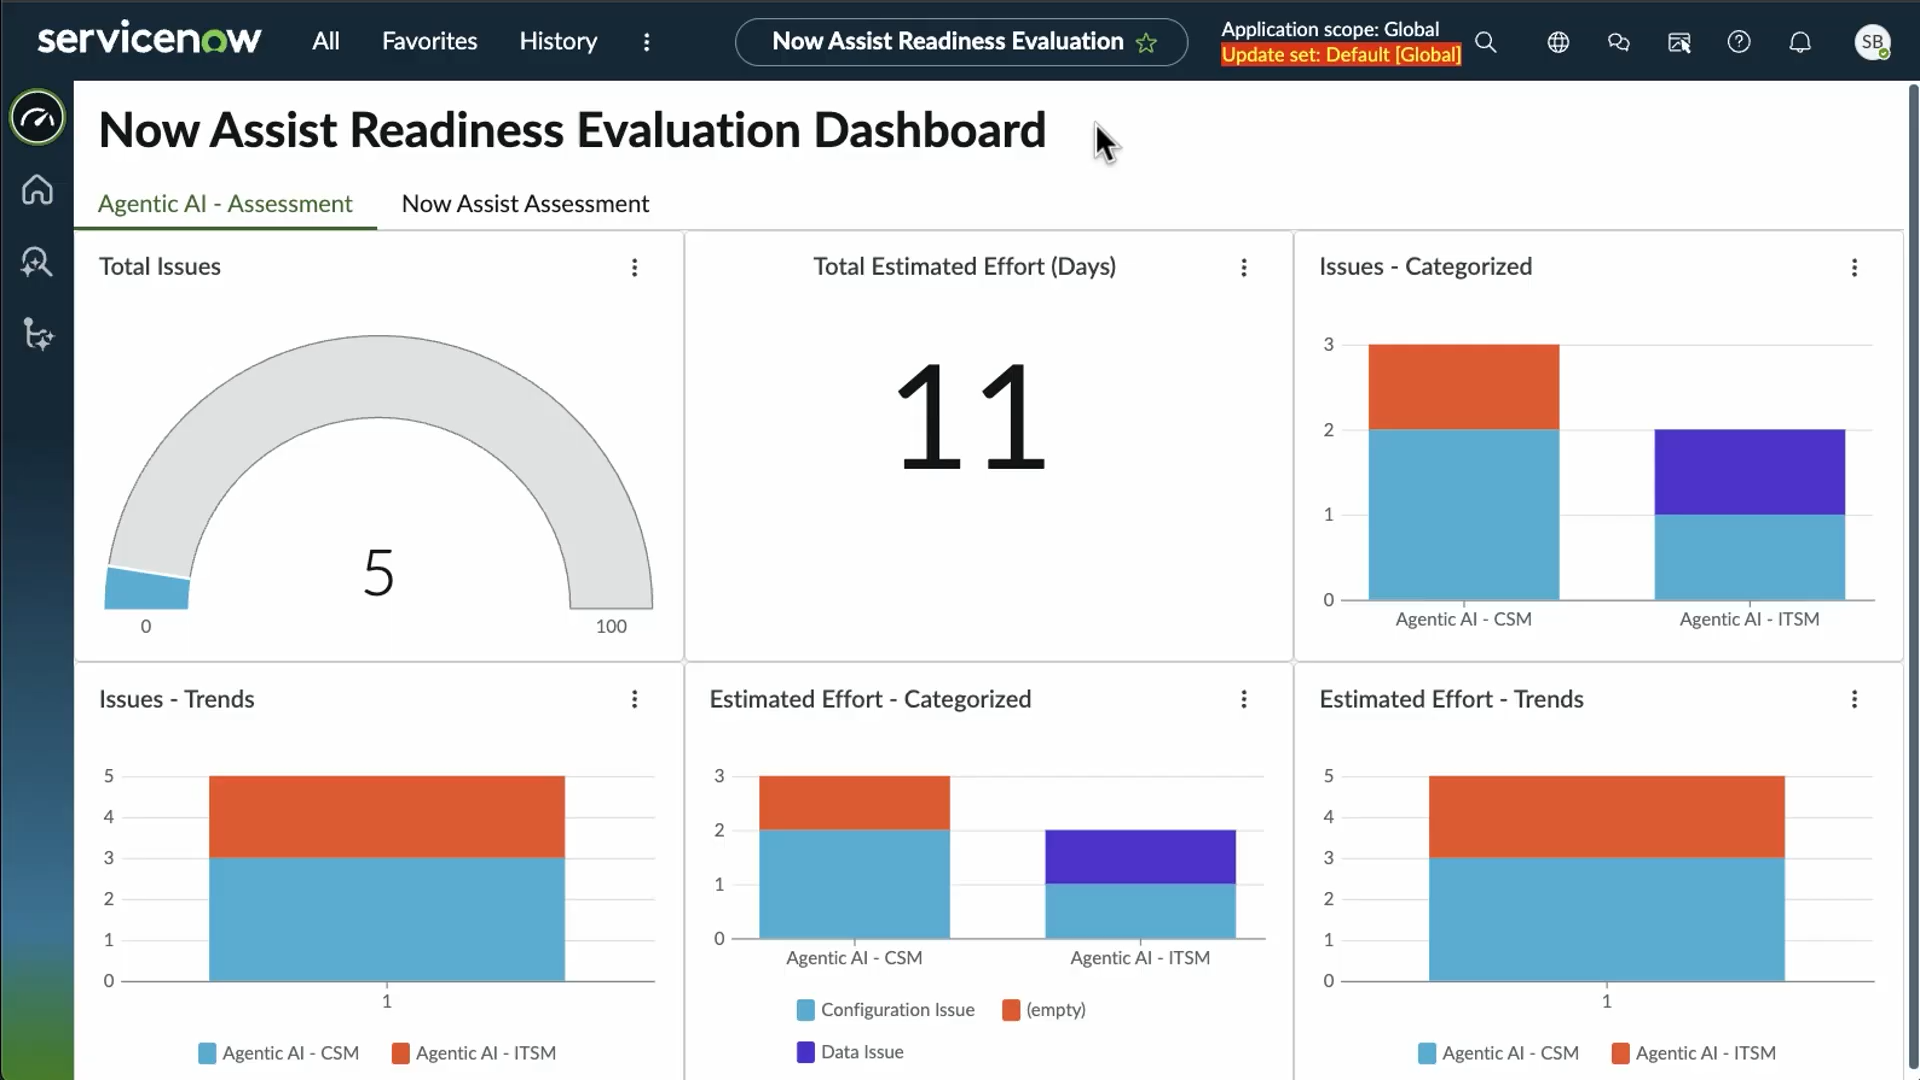 servicenow All Favorites History Now Assist Readiness Evaluation Application scope: Global
Update set: Default [Global]
SB
Now Assist Readiness Evaluation Dashboard
Agentic AI - Assessment Now Assist Assessment
Total Issues
5
0 100
Total Estimated Effort (Days)
11
Issues - Categorized
3
2
1
0
Agentic AI - CSM Agentic AI - ITSM
Issues - Trends
5
4
3
2
1
0
1
Agentic AI - CSM Agentic AI - ITSM
Estimated Effort - Categorized
3
2
1
0
Agentic AI - CSM Agentic AI - ITSM
Configuration Issue (empty)
Data Issue
Estimated Effort - Trends
5
4
3
2
1
0
1
Agentic AI - CSM Agentic AI - ITSM